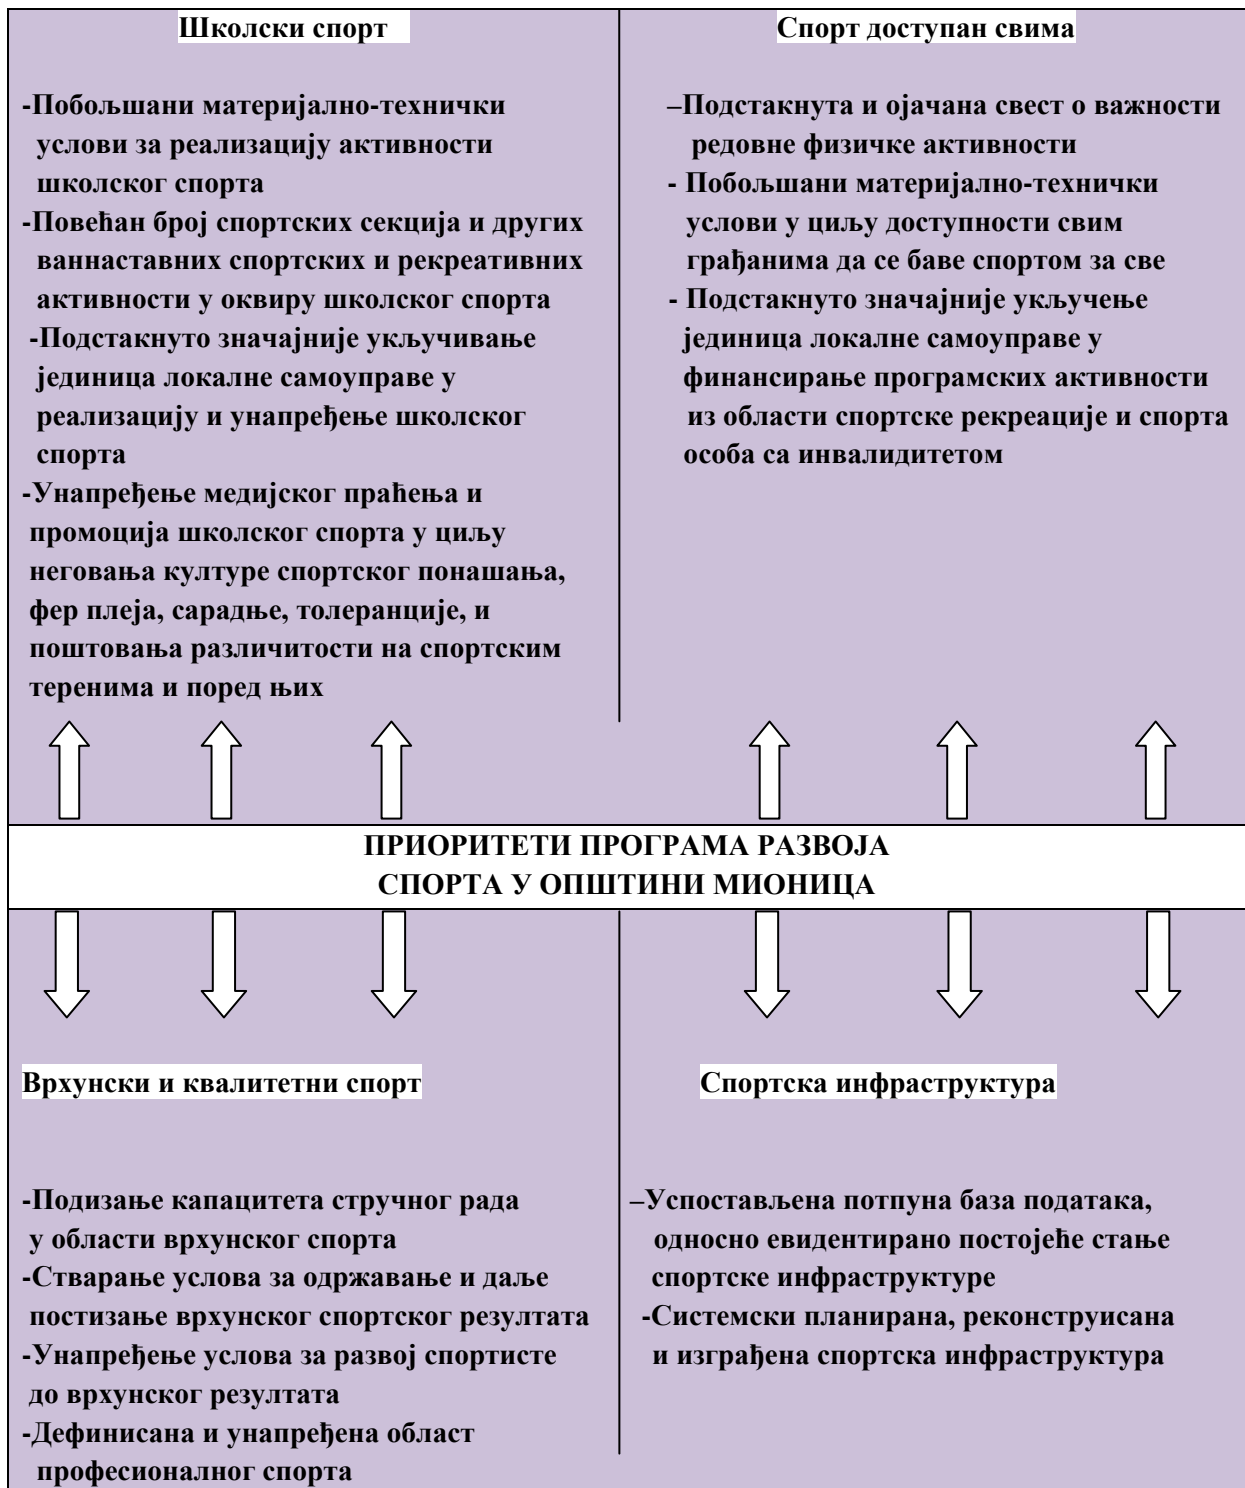 Школски спорт
-Побољшани материјално-технички
услови за реализацију активности
школског спорта
-Повећан број спортских секција и других
ваннаставних спортских и рекреативних
активности у оквиру школског спорта
-Подстакнуто значајније укључивање
јединица локалне самоуправе у
реализацију и унапређење школског
спорта
-Унапређење медијског праћења и
промоција школског спорта у циљу
неговања културе спортског понашања,
фер плеја, сарадње, толеранције, и
поштовања различитости на спортским
теренима и поред њих
Спорт доступан свима
–Подстакнута и ојачана свест о важности
редовне физичке активности
- Побољшани материјално-технички
услови у циљу доступности свим
грађанима да се баве спортом за све
- Подстакнуто значајније укључење
јединица локалне самоуправе у
финансирање програмских активности
из области спортске рекреације и спорта
особа са инвалидитетом
ПРИОРИТЕТИ ПРОГРАМА РАЗВОЈА
СПОРТА У ОПШТИНИ МИОНИЦА
Врхунски и квалитетни спорт
-Подизање капацитета стручног рада
у области врхунског спорта
-Стварање услова за одржавање и даље
постизање врхунског спортског резултата
-Унапређење услова за развој спортисте
до врхунског резултата
-Дефинисана и унапређена област
професионалног спорта
Спортска инфраструктура
–Успостављена потпуна база података,
односно евидентирано постојеће стање
спортске инфраструктуре
-Системски планирана, реконструисана
и изграђена спортска инфраструктура